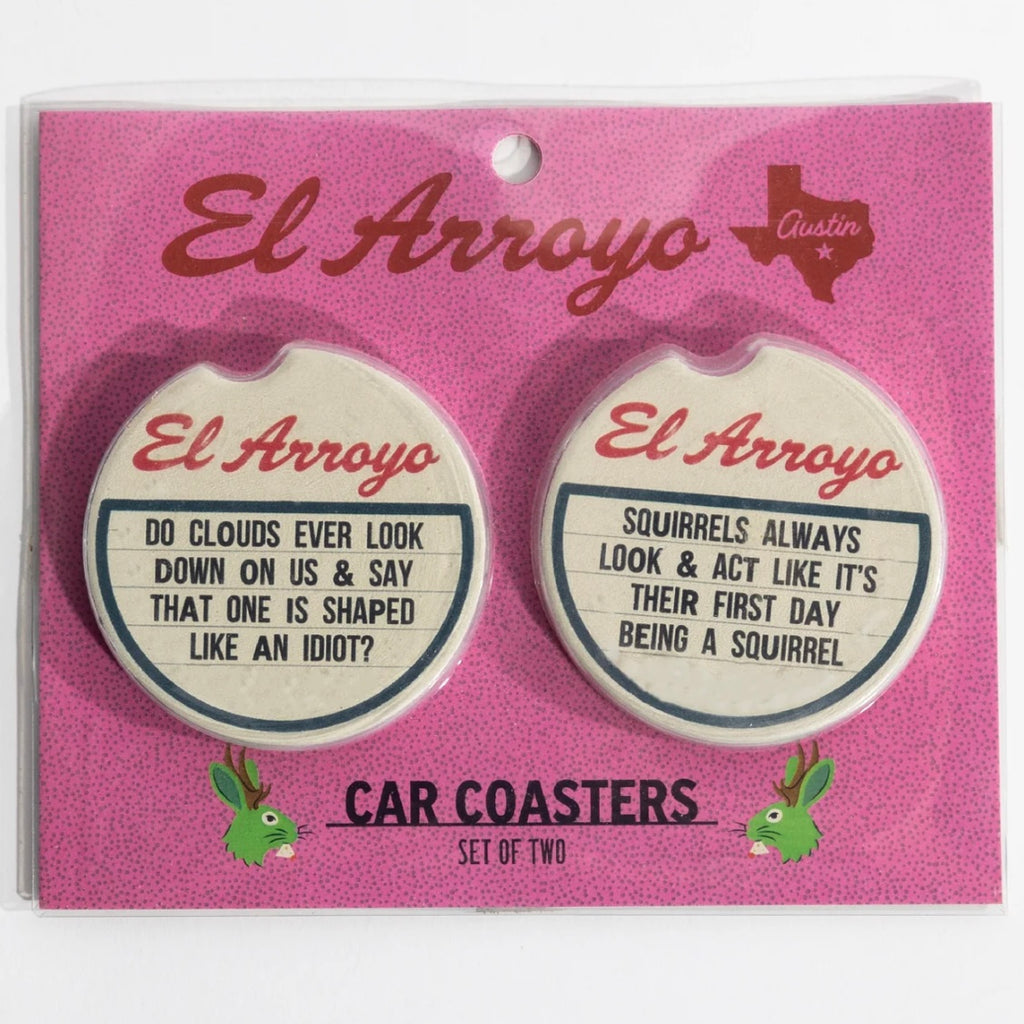 El Arroyo
Austin
El Arroyo
DO CLOUDS EVER LOOK
DOWN ON US & SAY
THAT ONE IS SHAPED
LIKE AN IDIOT?
El Arroyo
SQUIRRELS ALWAYS
LOOK & ACT LIKE IT'S
THEIR FIRST DAY
BEING A SQUIRREL
CAR COASTERS
SET OF TWO